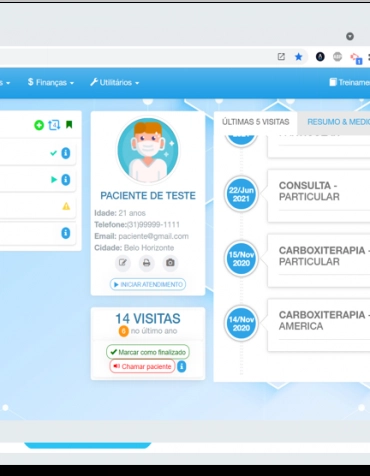 $ Finanças
Utilitários
Treiname
ÚLTIMAS 5 VISITAS
RESUMO & MEDI
PACIENTE DE TESTE
Idade: 21 anos
Telefone:(31)99999-1111
Email: paciente@gmail.com
Cidade: Belo Horizonte
INICIAR ATENDIMENTO
14 VISITAS
6 no último ano
Marcar como finalizado
Chamar paciente
22/Jun
2021
CONSULTA -
PARTICULAR
15/Nov
2020
CARBOXITERAPIA -
PARTICULAR
14/Nov
2020
CARBOXITERAPIA -
AMERICA